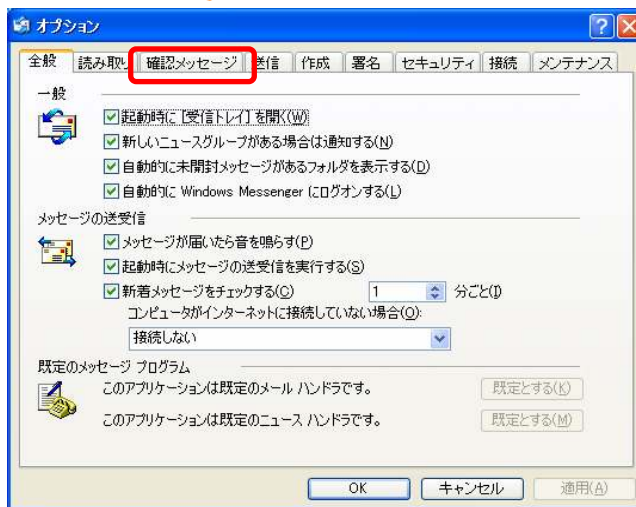 オプション
全般 読み取り 確認メッセージ 送信 作成 署名 セキュリティ 接続 メンテナンス
一般
起動時に [受信トレイ] を開く(W)
新しいニュースグループがある場合は通知する(N)
自動的に未開封メッセージがあるフォルダを表示する(D)
自動的に Windows Messenger にログオンする(L)
メッセージの送受信
メッセージが届いたら音を鳴らす(P)
起動時にメッセージの送受信を実行する(S)
新着メッセージをチェックする(C) 1 分ごと(I)
コンピュータがインターネットに接続していない場合(O):
接続しない
既定のメッセージ プログラム
このアプリケーションは既定のメール ハンドラです。 既定とする(K)
このアプリケーションは既定のニュース ハンドラです。 既定とする(M)
OK キャンセル 適用(A)